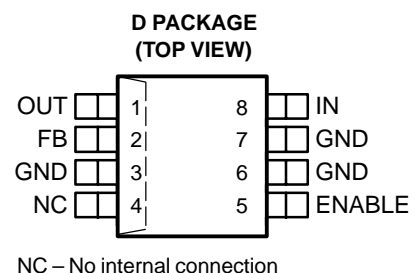 D PACKAGE
(TOP VIEW)
OUT 1 8 IN
FB 2 7 GND
GND 3 6 GND
NC 4 5 ENABLE
NC – No internal connection